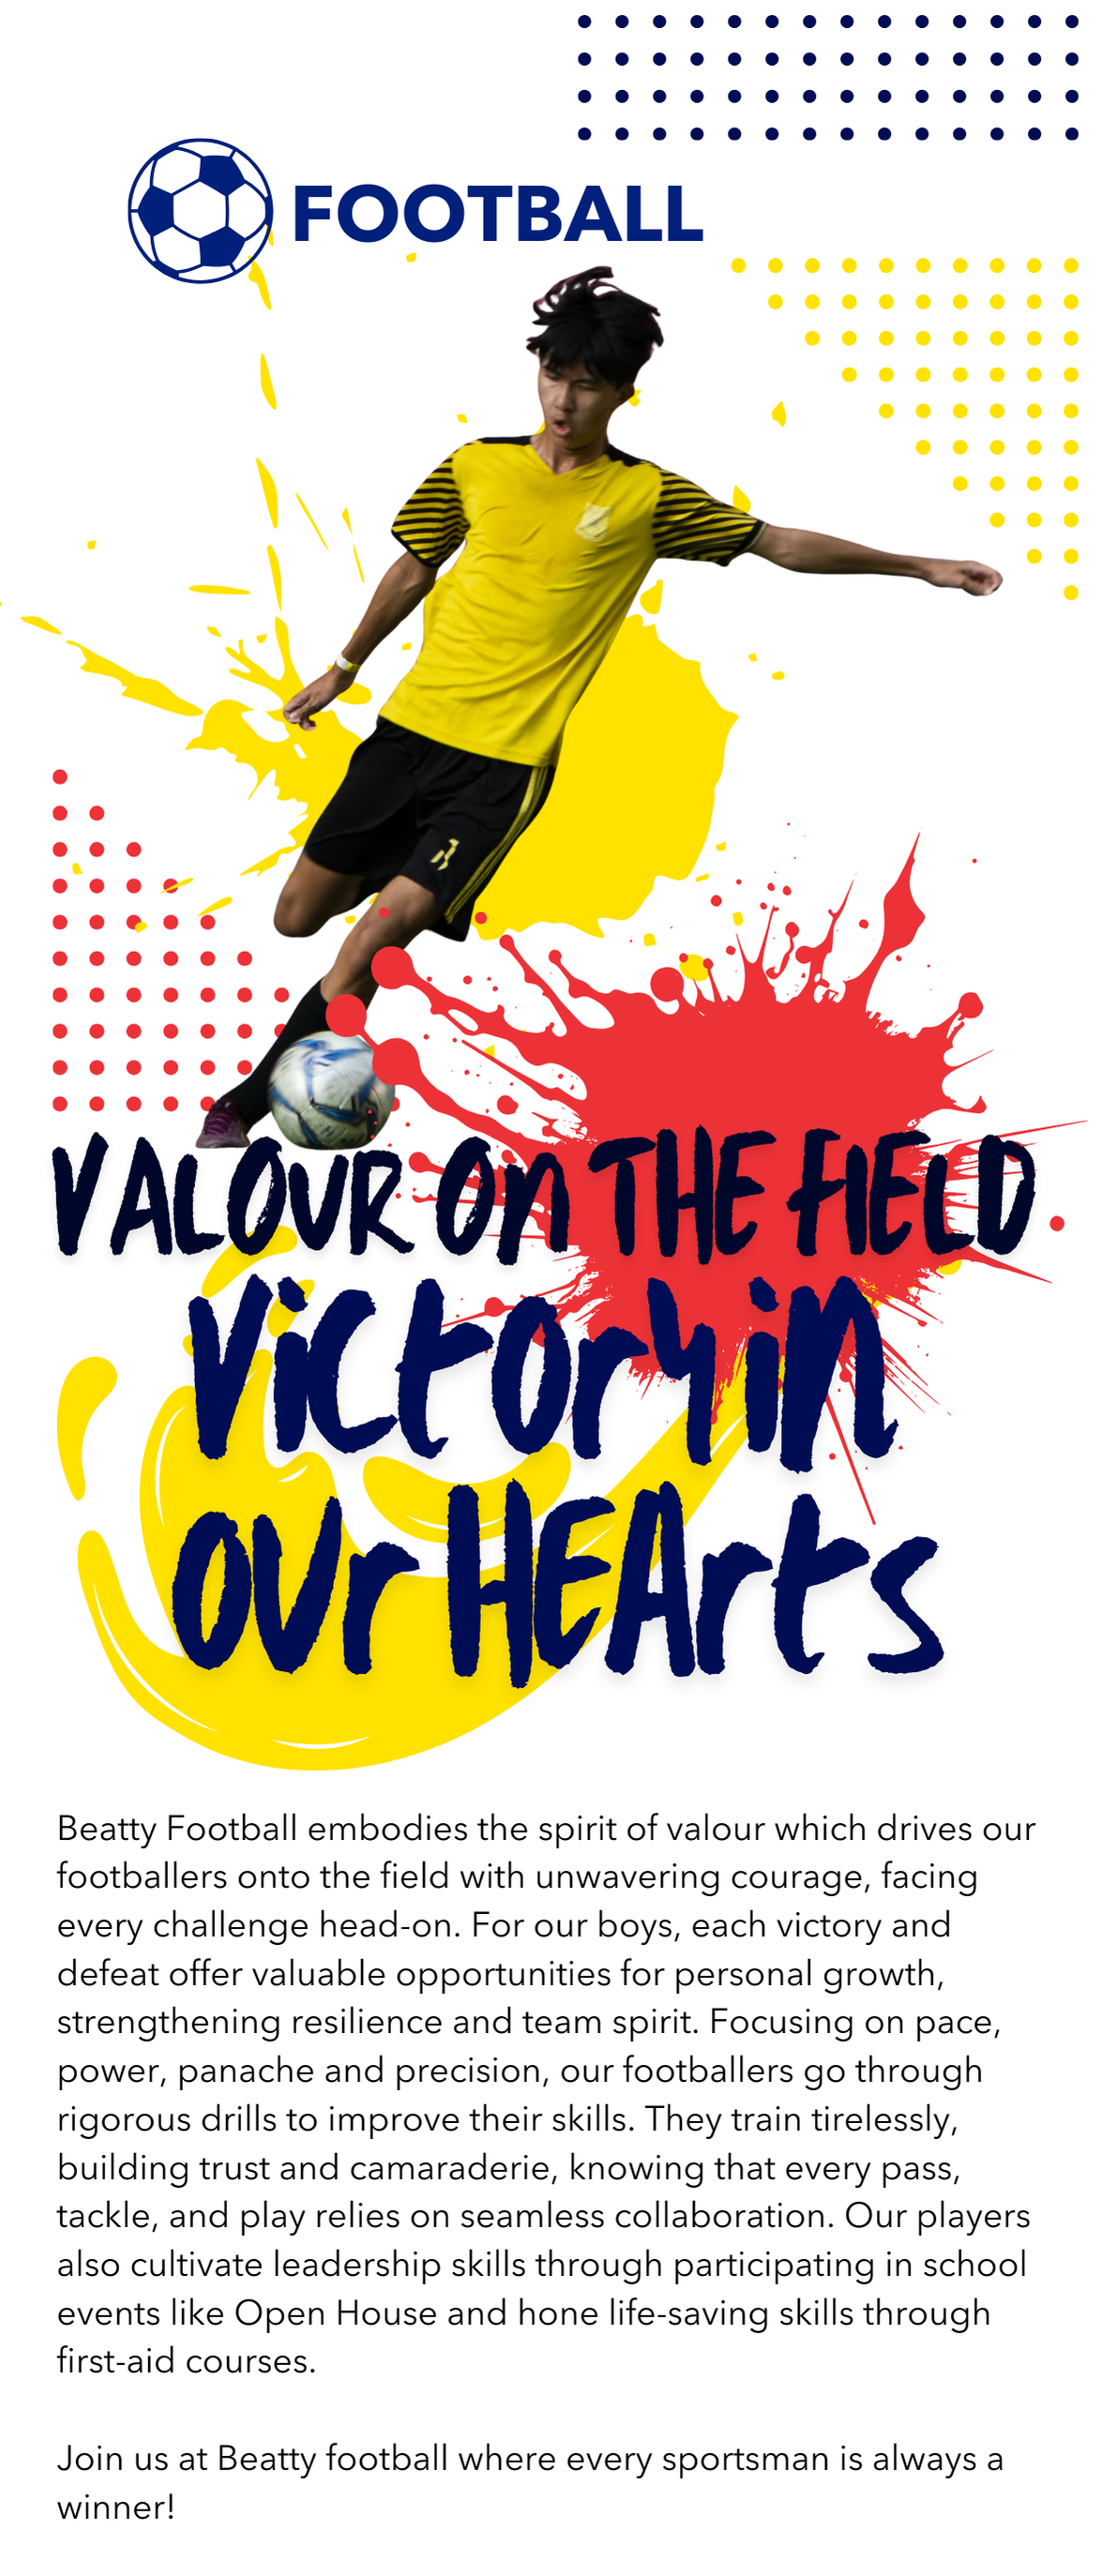 FOOTBALL
VALOUR On THE FIELD
Victory in
OUr HEArts
Beatty Football embodies the spirit of valour which drives our
footballers onto the field with unwavering courage, facing
every challenge head-on. For our boys, each victory and
defeat offer valuable opportunities for personal growth,
strengthening resilience and team spirit. Focusing on pace,
power, panache and precision, our footballers go through
rigorous drills to improve their skills. They train tirelessly,
building trust and camaraderie, knowing that every pass,
tackle, and play relies on seamless collaboration. Our players
also cultivate leadership skills through participating in school
events like Open House and hone life-saving skills through
first-aid courses.
Join us at Beatty football where every sportsman is always a
winner!